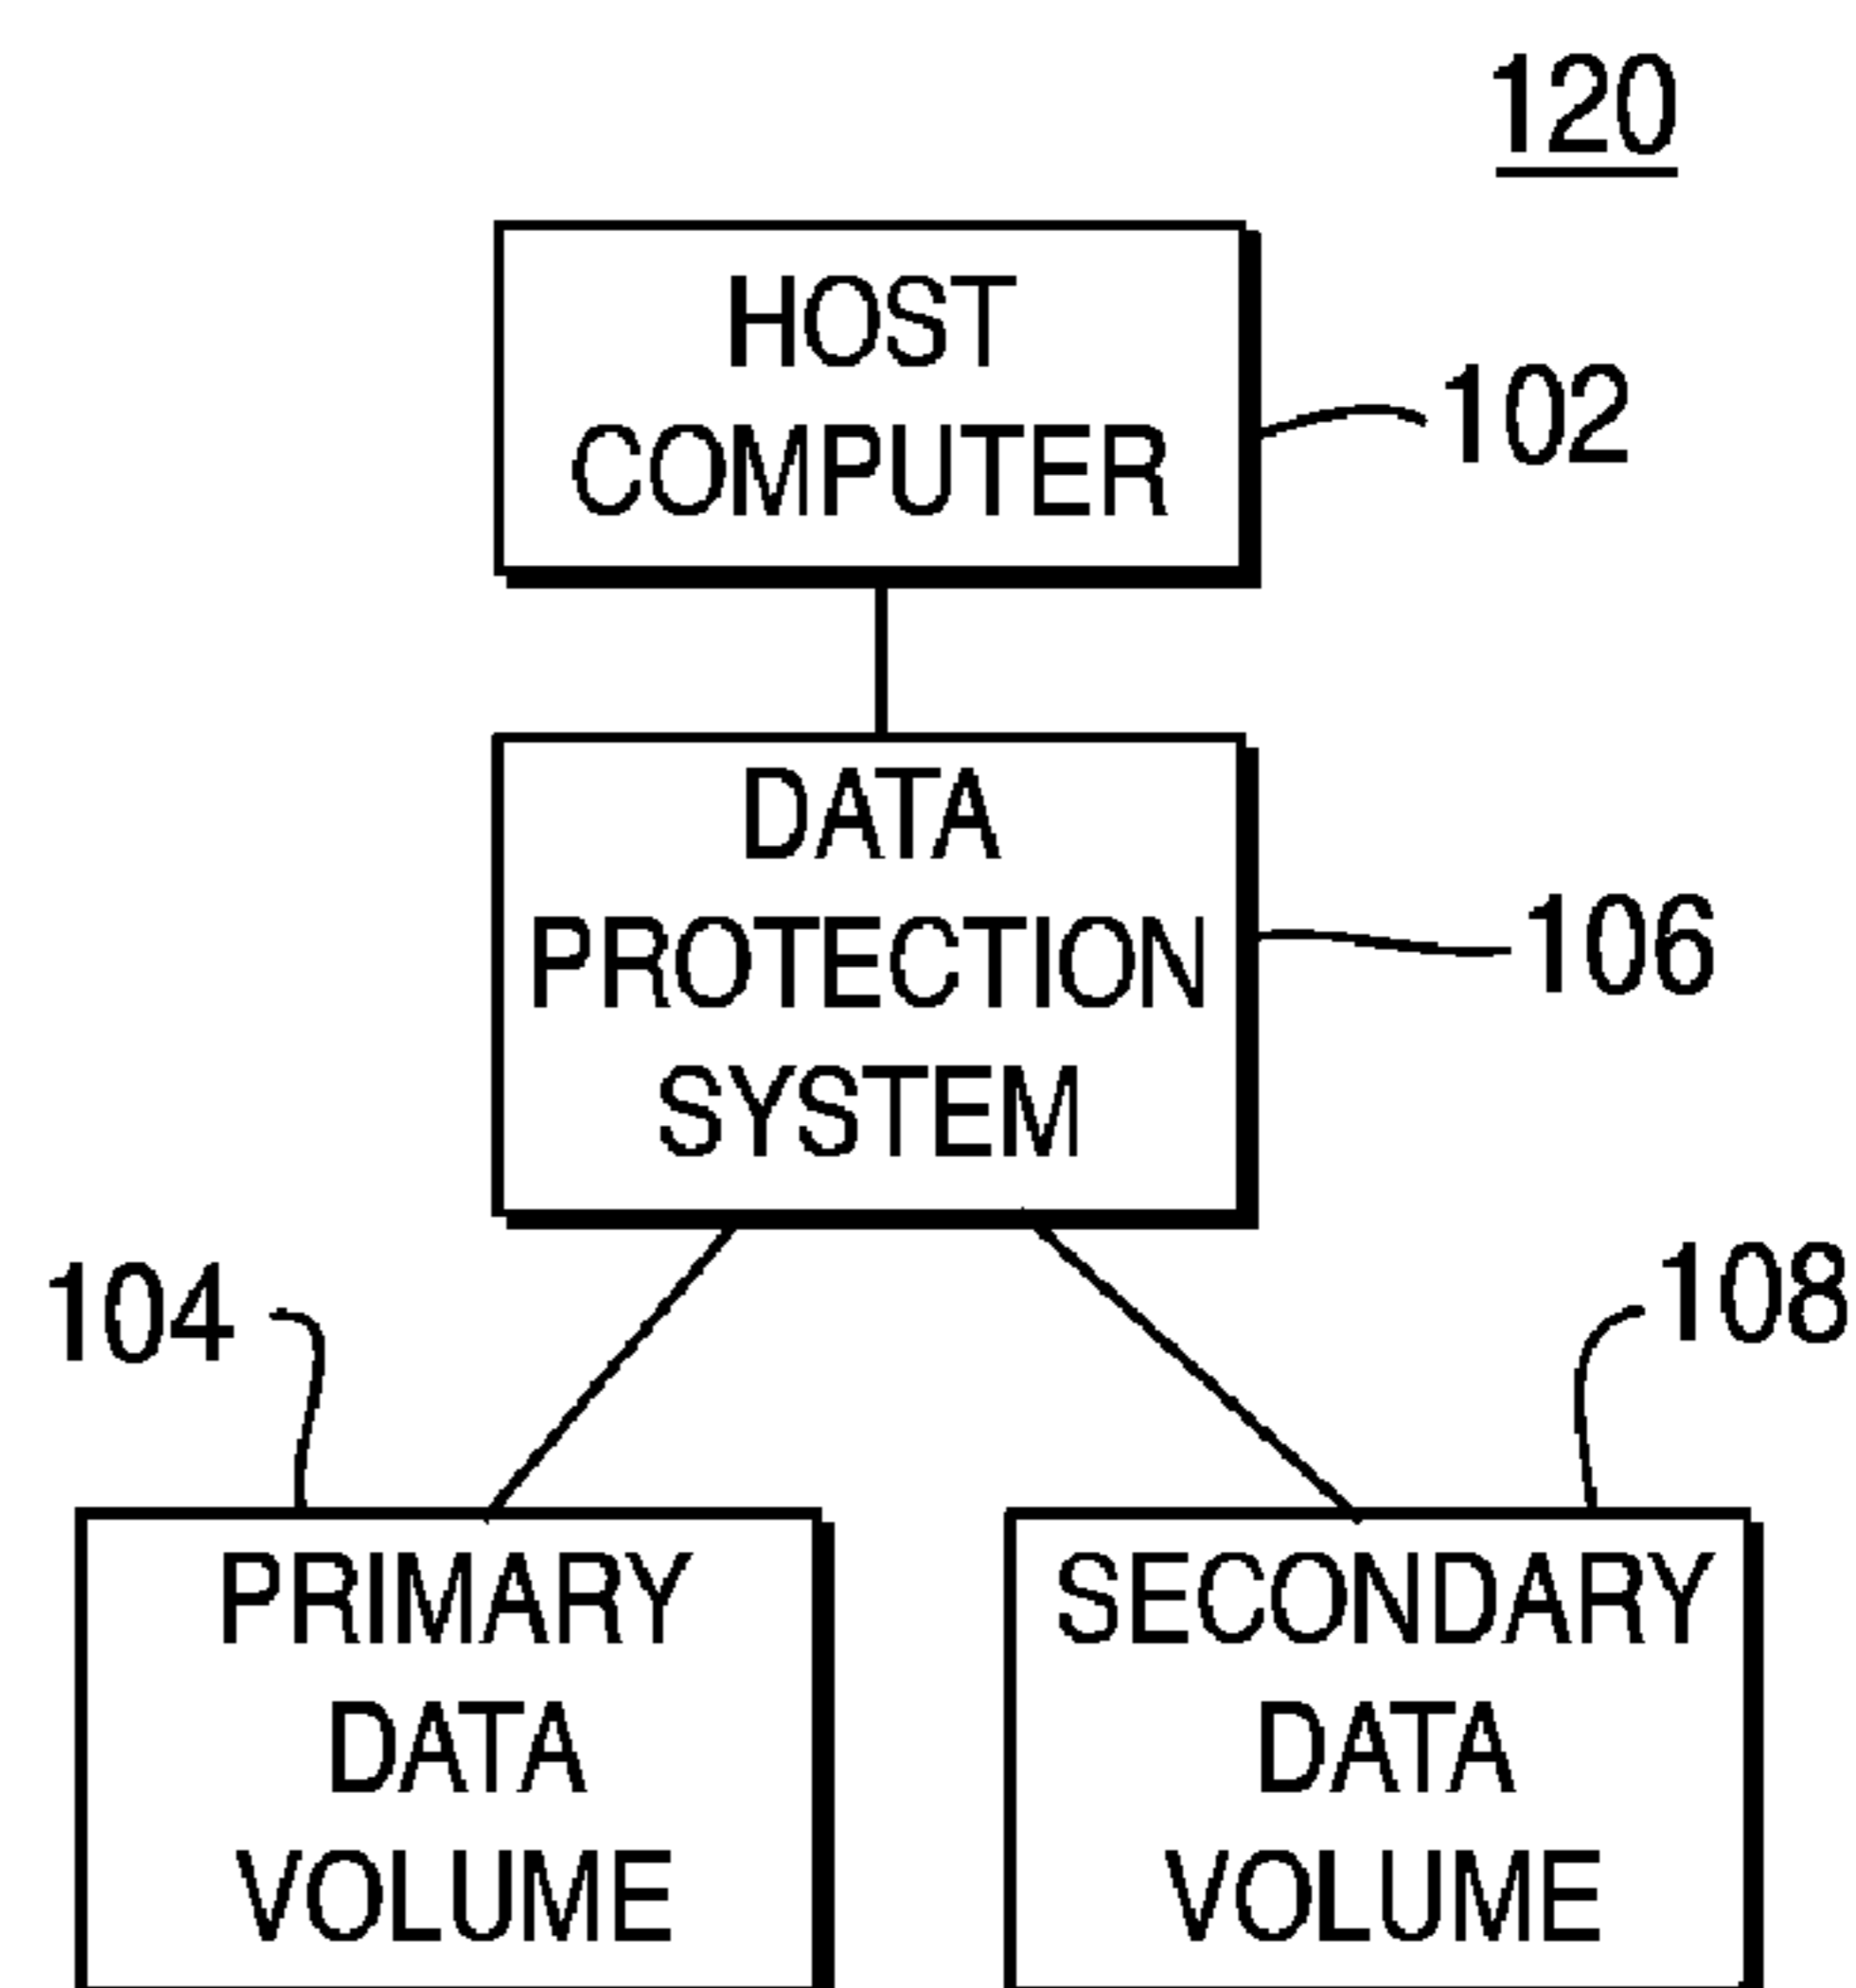 120
HOST
COMPUTER
102
DATA
PROTECTION
SYSTEM
106
104
108
PRIMARY
DATA
VOLUME
SECONDARY
DATA
VOLUME